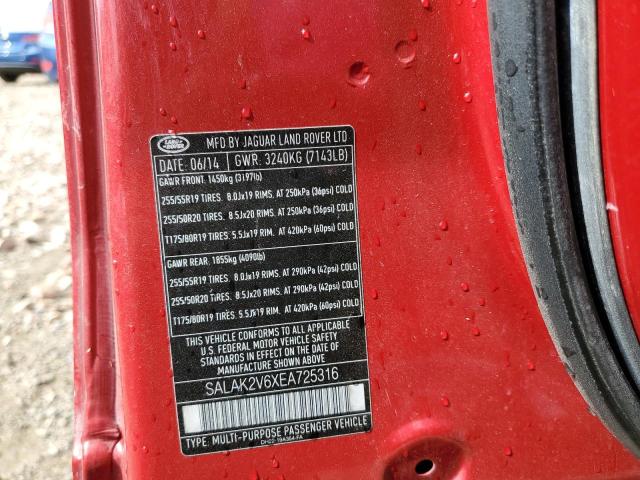 LAND ROVER
MFD BY JAGUAR LAND ROVER LTD
DATE: 06/14 GWR: 3240KG (7143LB)
GAWR FRONT: 1450kg (3197lb)
255/55R19 TIRES. 8.0Jx19 RIMS. AT 250kPa (36psi) COLD
255/50R20 TIRES. 8.5Jx20 RIMS. AT 250kPa (36psi) COLD
T175/80R19 TIRES. 5.5Jx19 RIM. AT 420kPa (60psi) COLD
GAWR REAR: 1855kg (4090lb)
255/55R19 TIRES. 8.0Jx19 RIMS. AT 290kPa (42psi) COLD
255/50R20 TIRES. 8.5Jx20 RIMS. AT 290kPa (42psi) COLD
T175/80R19 TIRES. 5.5Jx19 RIM. AT 420kPa (60psi) COLD
THIS VEHICLE CONFORMS TO ALL APPLICABLE
U.S. FEDERAL MOTOR VEHICLE SAFETY
STANDARDS IN EFFECT ON THE DATE OF
MANUFACTURE SHOWN ABOVE
SALAK2V6XEA725316
TYPE: MULTI-PURPOSE PASSENGER VEHICLE
DH22-19A364-FA